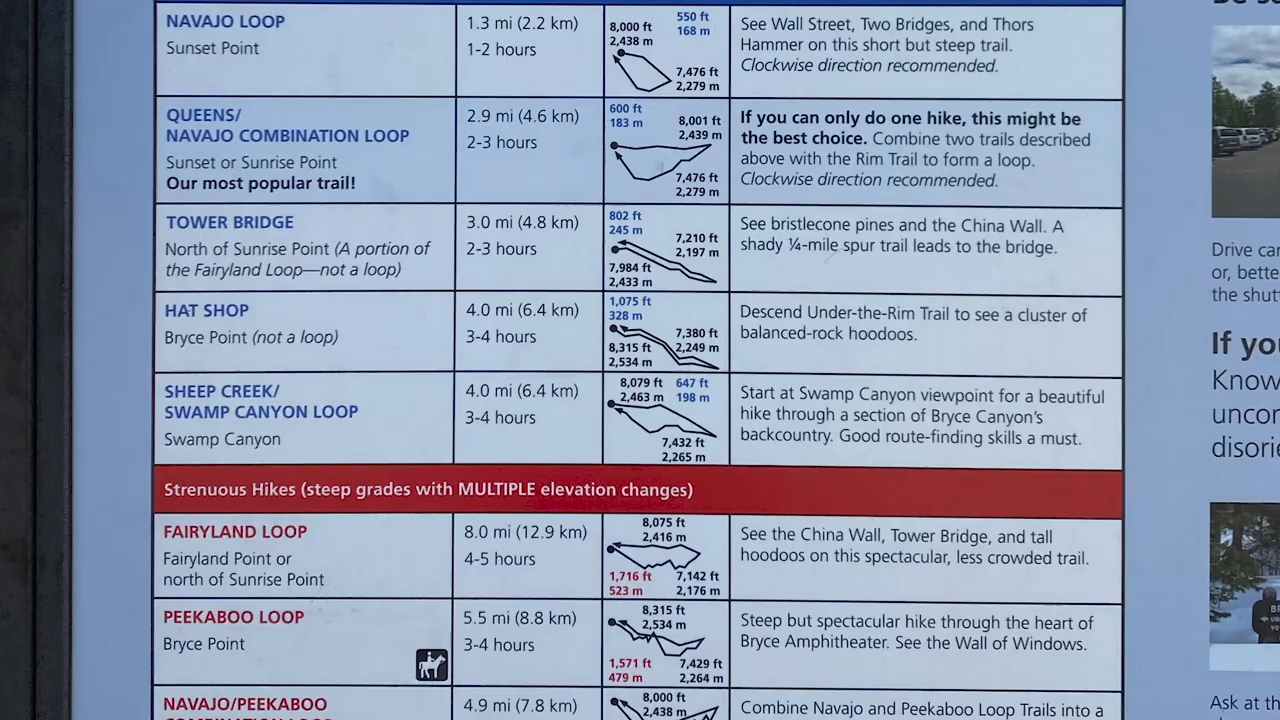 NAVAJO LOOP
Sunset Point
1.3 mi (2.2 km)
1-2 hours
8,000 ft
2,438 m
550 ft
168 m
7,476 ft
2,279 m
See Wall Street, Two Bridges, and Thors
Hammer on this short but steep trail.
Clockwise direction recommended.
QUEENS/
NAVAJO COMBINATION LOOP
Sunset or Sunrise Point
Our most popular trail!
2.9 mi (4.6 km)
2-3 hours
600 ft
183 m
8,001 ft
2,439 m
7,476 ft
2,279 m
If you can only do one hike, this might be
the best choice. Combine two trails described
above with the Rim Trail to form a loop.
Clockwise direction recommended.
TOWER BRIDGE
North of Sunrise Point (A portion of
the Fairyland Loop—not a loop)
3.0 mi (4.8 km)
2-3 hours
802 ft
245 m
7,210 ft
2,197 m
7,984 ft
2,433 m
See bristlecone pines and the China Wall. A
shady ¼-mile spur trail leads to the bridge.
HAT SHOP
Bryce Point (not a loop)
4.0 mi (6.4 km)
3-4 hours
1,075 ft
328 m
7,380 ft
2,249 m
8,315 ft
2,534 m
Descend Under-the-Rim Trail to see a cluster of
balanced-rock hoodoos.
SHEEP CREEK/
SWAMP CANYON LOOP
Swamp Canyon
4.0 mi (6.4 km)
3-4 hours
8,079 ft
2,463 m
647 ft
198 m
7,432 ft
2,265 m
Start at Swamp Canyon viewpoint for a beautiful
hike through a section of Bryce Canyon's
backcountry. Good route-finding skills a must.
Strenuous Hikes (steep grades with MULTIPLE elevation changes)
FAIRYLAND LOOP
Fairyland Point or
north of Sunrise Point
8.0 mi (12.9 km)
4-5 hours
8,075 ft
2,416 m
1,716 ft
523 m
7,142 ft
2,176 m
See the China Wall, Tower Bridge, and tall
hoodoos on this spectacular, less crowded trail.
PEEKABOO LOOP
Bryce Point
5.5 mi (8.8 km)
3-4 hours
8,315 ft
2,534 m
1,571 ft
479 m
7,429 ft
2,264 m
Steep but spectacular hike through the heart of
Bryce Amphitheater. See the Wall of Windows.
NAVAJO/PEEKABOO
COMBINATION LOOP
4.9 mi (7.8 km)
8,000 ft
2,438 m
Combine Navajo and Peekaboo Loop Trails into a
Drive
or,
the
If
Know
Ask at